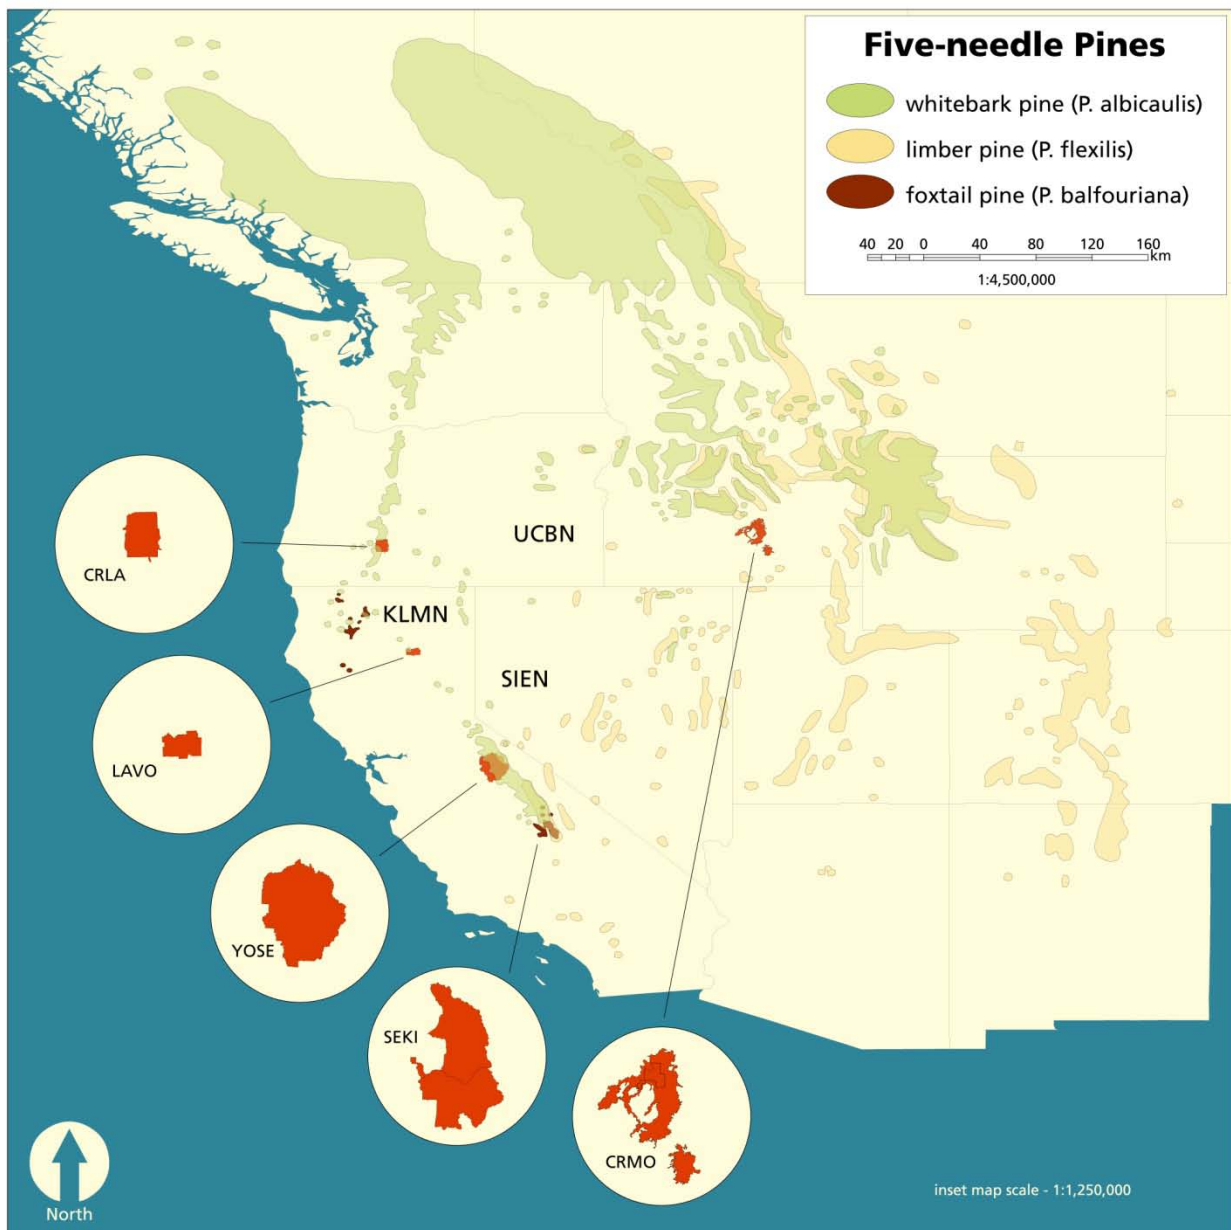 Five-needle Pines
whitebark pine (P. albicaulis)
limber pine (P. flexilis)
foxtail pine (P. balfouriana)
40 20 0 40 80 120 160
km
1:4,500,000
UCBN
CRLA
KLMN
SIEN
LAVO
YOSE
SEKI
CRMO
inset map scale - 1:1,250,000
North